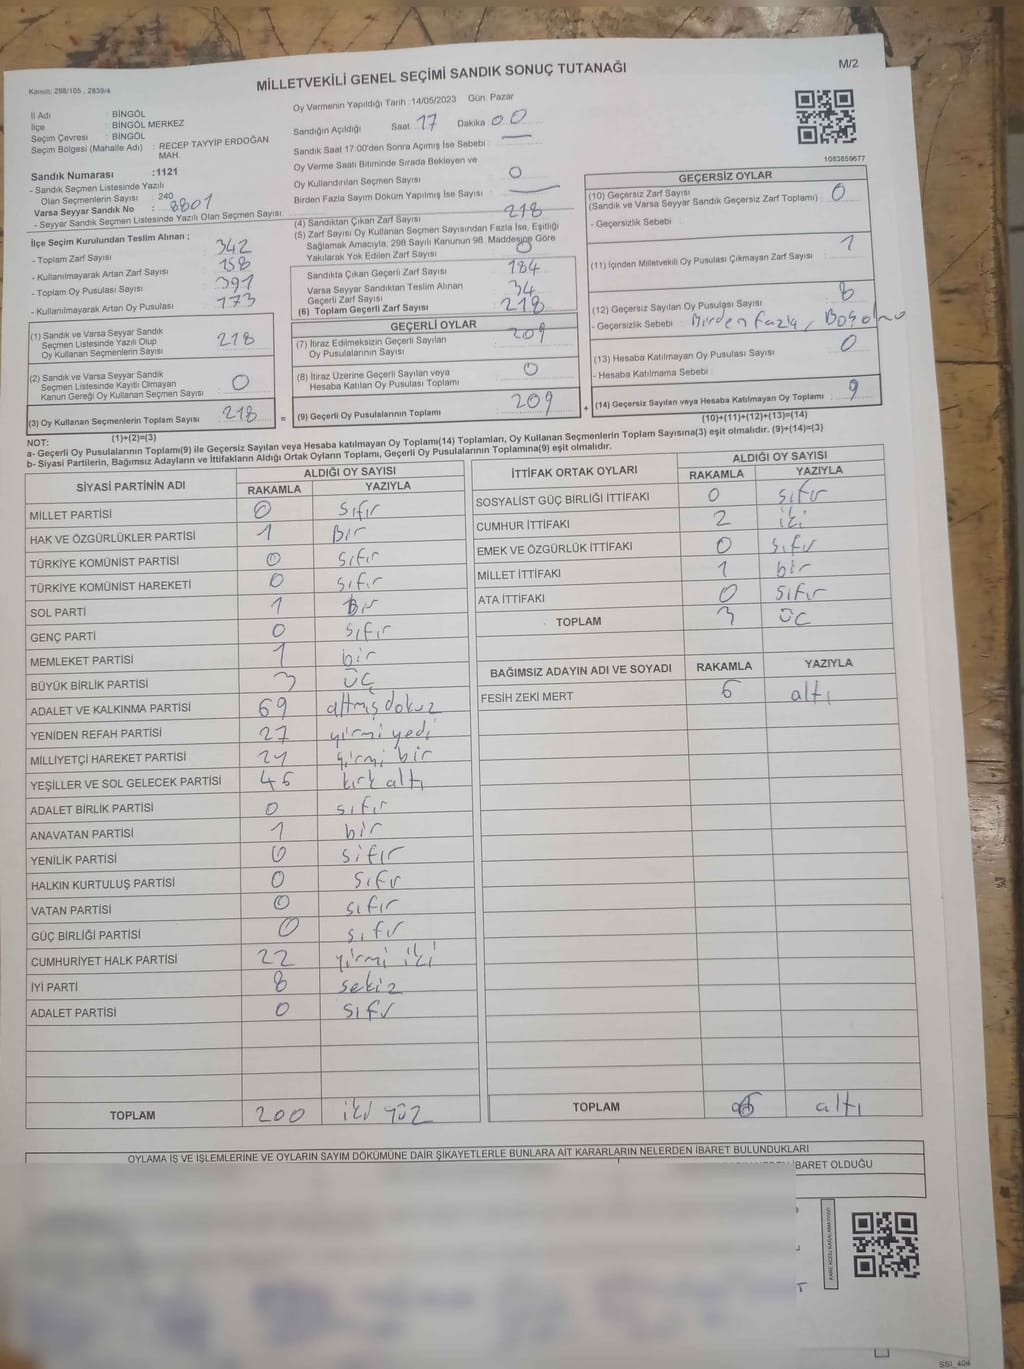 MİLLETVEKİLİ GENEL SEÇİMİ SANDIK SONUÇ TUTANAĞI
M/2
Kanun: 298/105 , 2839/4
İl Adı : BİNGÖL
İlçe : BİNGÖL MERKEZ
Seçim Çevresi : BİNGÖL
Seçim Bölgesi (Mahalle Adı) : RECEP TAYYİP ERDOĞAN MAH.
Sandık Numarası :1121
- Sandık Seçmen Listesinde Yazılı
Olan Seçmenlerin Sayısı : 240
Varsa Seyyar Sandık No : 8801
- Seyyar Sandık Seçmen Listesinde Yazılı Olan Seçmen Sayısı
Oy Vermenin Yapıldığı Tarih :14/05/2023 Gün: Pazar
Sandığın Açıldığı Saat 17 Dakika 00
Sandık Saat 17:00'den Sonra Açımış İse Sebebi :
Oy Verme Saati Bitiminde Sırada Bekleyen ve
Oy Kullandırılan Seçmen Sayısı : 0
Birden Fazla Sayım Döküm Yapılmış İse Sayısı :
1083859677
İlçe Seçim Kurulundan Teslim Alınan ;
- Toplam Zarf Sayısı : 342
- Kullanılmayarak Artan Zarf Sayısı : 158
- Toplam Oy Pusulası Sayısı : 391
- Kullanılmayarak Artan Oy Pusulası : 173
(4) Sandıktan Çıkan Zarf Sayısı 218
(5) Zarf Sayısı Oy Kullanan Seçmen Sayısından Fazla İse, Eşitliği
Sağlamak Amacıyla, 298 Sayılı Kanunun 98. Maddesine Göre
Yakılarak Yok Edilen Zarf Sayısı 0
Sandıkta Çıkan Geçerli Zarf Sayısı 184
Varsa Seyyar Sandıktan Teslim Alınan
Geçerli Zarf Sayısı 34
(6) Toplam Geçerli Zarf Sayısı 218
GEÇERLİ OYLAR
(7) İtiraz Edilmeksizin Geçerli Sayılan
Oy Pusulalarının Sayısı 209
(8) İtiraz Üzerine Geçerli Sayılan veya
Hesaba Katılan Oy Pusulası Toplamı 0
(9) Geçerli Oy Pusulalarının Toplamı 209
(1) Sandık ve Varsa Seyyar Sandık
Seçmen Listesinde Yazılı Olup
Oy Kullanan Seçmenlerin Sayısı 218
(2) Sandık ve Varsa Seyyar Sandık
Seçmen Listesinde Kayıtlı Olmayan
Kanun Gereği Oy Kullanan Seçmen Sayısı 0
(3) Oy Kullanan Seçmenlerin Toplam Sayısı 218 =
(1)+(2)=(3)
GEÇERSİZ OYLAR
(10) Geçersiz Zarf Sayısı
(Sandık ve Varsa Seyyar Sandık Geçersiz Zarf Toplamı) : 0
- Geçersizlik Sebebi :
(11) İçinden Milletvekili Oy Pusulası Çıkmayan Zarf Sayısı : 1
(12) Geçersiz Sayılan Oy Pusulası Sayısı : 8
- Geçersizlik Sebebi : Birden fazla,
(13) Hesaba Katılmayan Oy Pusulası Sayısı : 0
- Hesaba Katılmama Sebebi :
+ (14) Geçersiz Sayılan veya Hesaba Katılmayan Oy Toplamı : 9
(10)+(11)+(12)+(13)=(14)
NOT:
a- Geçerli Oy Pusulalarının Toplamı(9) ile Geçersiz Sayılan veya Hesaba katılmayan Oy Toplamı(14) Toplamları, Oy Kullanan Seçmenlerin Toplam Sayısına(3) eşit olmalıdır. (9)+(14)=(3)
b- Siyasi Partilerin, Bağımsız Adayların ve İttifakların Aldığı Ortak Oyların Toplamı, Geçerli Oy Pusulalarının Toplamına(9) eşit olmalıdır.
SİYASİ PARTİNİN ADI ALDIĞI OY SAYISI
RAKAMLA YAZIYLA
MİLLET PARTİSİ 0 sıfır
HAK VE ÖZGÜRLÜKLER PARTİSİ 1 Bir
TÜRKİYE KOMÜNİST PARTİSİ 0 sıfır
TÜRKİYE KOMÜNİST HAREKETİ 0 sıfır
SOL PARTİ 1 Bir
GENÇ PARTİ 0 sıfır
MEMLEKET PARTİSİ 1 bir
BÜYÜK BİRLİK PARTİSİ 3 üç
ADALET VE KALKINMA PARTİSİ 69 altmış dokuz
YENİDEN REFAH PARTİSİ 27 yirmi yedi
MİLLİYETÇİ HAREKET PARTİSİ 21 yirmi bir
YEŞİLLER VE SOL GELECEK PARTİSİ 46 kırk altı
ADALET BİRLİK PARTİSİ 0 sıfır
ANAVATAN PARTİSİ 1 bir
YENİLİK PARTİSİ 0 sıfır
HALKIN KURTULUŞ PARTİSİ 0 sıfır
VATAN PARTİSİ 0 sıfır
GÜÇ BİRLİĞİ PARTİSİ 0 sıfır
CUMHURİYET HALK PARTİSİ 22 yirmi iki
İYİ PARTİ 8 sekiz
ADALET PARTİSİ 0 sıfır
TOPLAM 200 iki yüz
İTTİFAK ORTAK OYLARI ALDIĞI OY SAYISI
RAKAMLA YAZIYLA
SOSYALİST GÜÇ BİRLİĞİ İTTİFAKI 0 sıfır
CUMHUR İTTİFAKI 2 iki
EMEK VE ÖZGÜRLÜK İTTİFAKI 0 sıfır
MİLLET İTTİFAKI 1 bir
ATA İTTİFAKI 0 sıfır
TOPLAM 3 üç
BAĞIMSIZ ADAYIN ADI VE SOYADI RAKAMLA YAZIYLA
FESİH ZEKİ MERT 6 altı
TOPLAM 6 altı
OYLAMA İŞ VE İŞLEMLERİNE VE OYLARIN SAYIM DÖKÜMÜNE DAİR ŞİKAYETLERLE BUNLARA AİT KARARLARIN NELERDEN İBARET BULUNDUKLARI
İBARET OLDUĞU
SSI_404